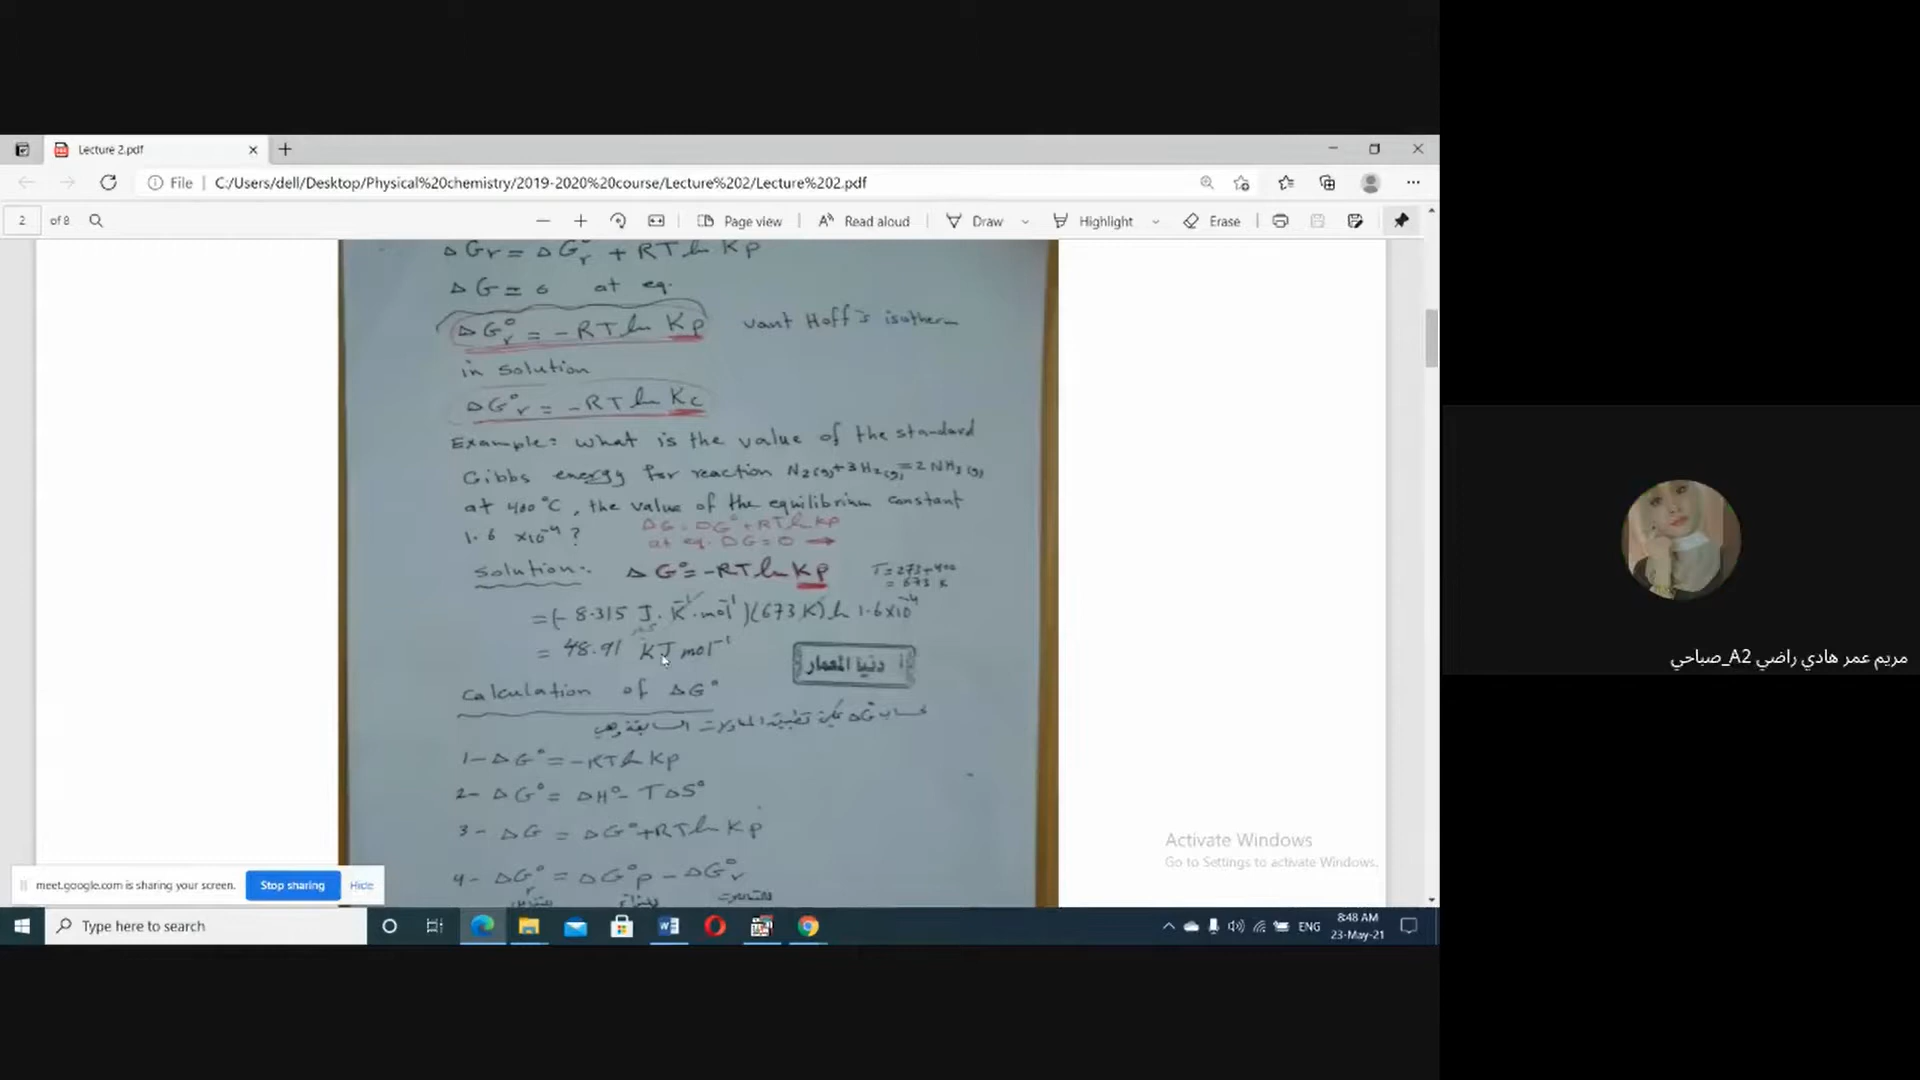 Lecture 2.pdf
File C:/Users/dell/Desktop/Physical%20chemistry/2019-2020%20course/Lecture%202/Lecture%202.pdf
2 of 8 Page view Read aloud Draw Highlight Erase
ΔGr = ΔG°r + RT ln Kp
ΔG = 0 at eq.
ΔG°r = -RT ln Kp vant Hoff's isotherm
in solution
ΔG°r = -RT ln Kc
Example: what is the value of the standard
Gibbs energy for reaction N2(g)+3H2(g)=2NH3(g)
at 400°C, the value of the equilibrium constant
1.6 x10⁻⁴?
ΔG=ΔG°+RT ln Kp
at eq. ΔG=0 →
solution:- ΔG°=-RT ln Kp
T=273+400
= 673 K
=(- 8.315 J.K⁻¹.mol⁻¹)(673 K) ln 1.6x10⁻⁴
= 48.91 kJ mol⁻¹
دنيا المعمار
calculation of ΔG°
1- ΔG°=-RT ln Kp
2- ΔG°= ΔH°- TΔS°
3- ΔG = ΔG°+RT ln Kp
4- ΔG°r = ΔG°p - ΔG°r
مريم عمر هادي راضي A2_صباحي
Activate Windows
Go to Settings to activate Windows.
meet.google.com is sharing your screen. Stop sharing Hide
Type here to search
ENG
8:48 AM
23-May-21